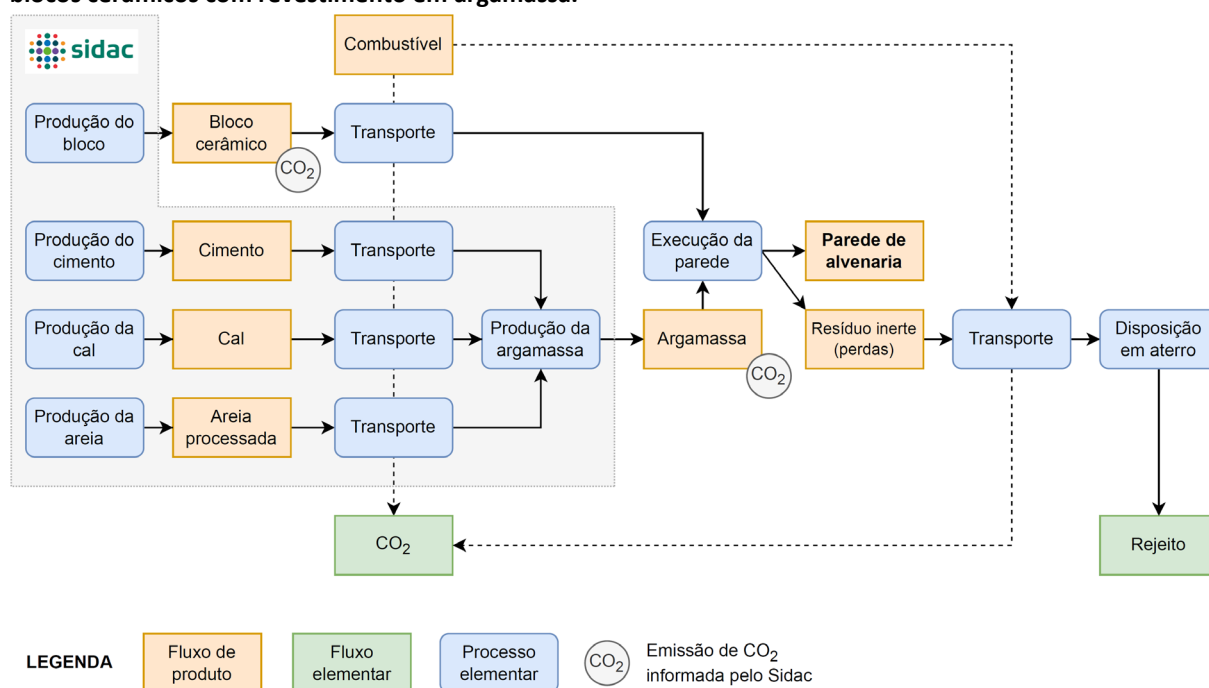 blocos cerâmicos com revestimento em argamassa.
sidac
Combustível
Produção do
bloco
Bloco
cerâmico
CO2
Transporte
Produção do
cimento
Cimento
Transporte
Execução da
parede
Parede de
alvenaria
Produção da
cal
Cal
Transporte
Produção da
argamassa
Argamassa
CO2
Resíduo inerte
(perdas)
Transporte
Disposição
em aterro
Produção da
areia
Areia
processada
Transporte
CO2
Rejeito
LEGENDA
Fluxo de
produto
Fluxo
elementar
Processo
elementar
CO2
Emissão de CO2
informada pelo Sidac